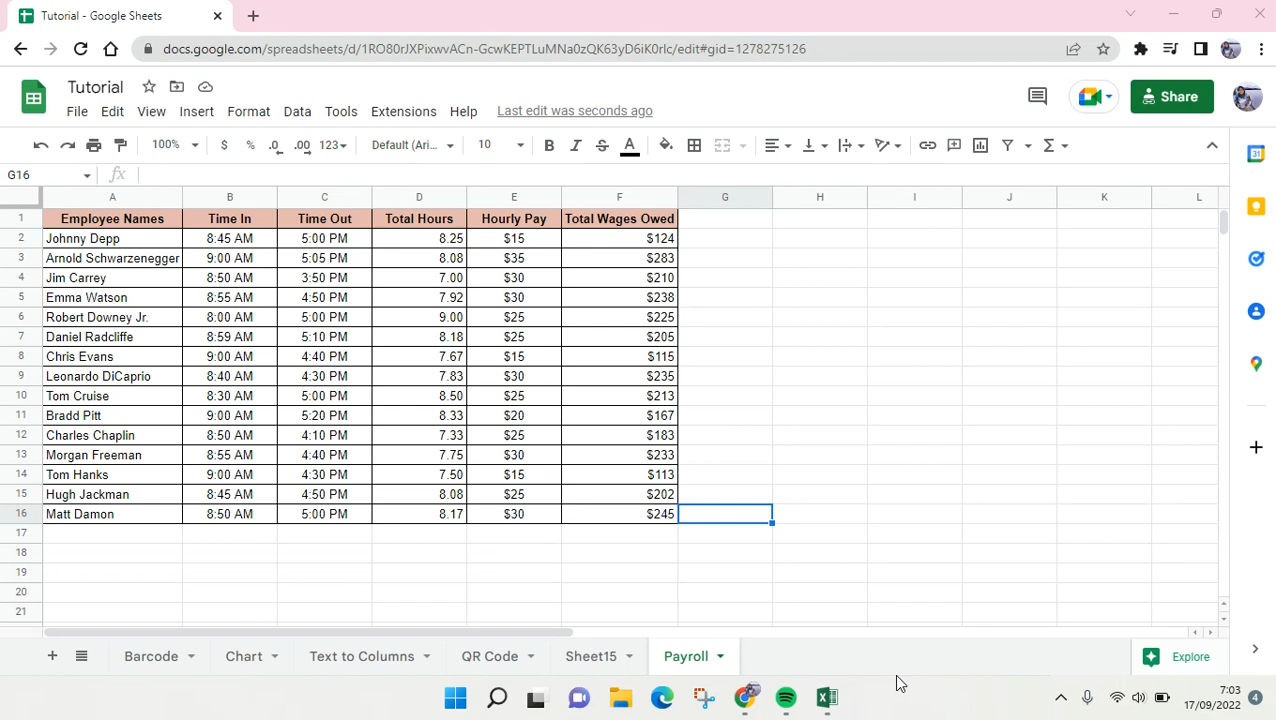 Tutorial - Google Sheets
docs.google.com/spreadsheets/d/1RO80rJXPixwvACn-GcwKEPTLuMNa0zQK63yD6iK0rIc/edit#gid=1278275126
Tutorial
File Edit View Insert Format Data Tools Extensions Help Last edit was seconds ago
Share
100% $ % .0 .00 123 Default (Ari... 10 B I S A Σ
G16 fx
A B C D E F G H I J K L
1 Employee Names Time In Time Out Total Hours Hourly Pay Total Wages Owed
2 Johnny Depp 8:45 AM 5:00 PM 8.25 $15 $124
3 Arnold Schwarzenegger 9:00 AM 5:05 PM 8.08 $35 $283
4 Jim Carrey 8:50 AM 3:50 PM 7.00 $30 $210
5 Emma Watson 8:55 AM 4:50 PM 7.92 $30 $238
6 Robert Downey Jr. 8:00 AM 5:00 PM 9.00 $25 $225
7 Daniel Radcliffe 8:59 AM 5:10 PM 8.18 $25 $205
8 Chris Evans 9:00 AM 4:40 PM 7.67 $15 $115
9 Leonardo DiCaprio 8:40 AM 4:30 PM 7.83 $30 $235
10 Tom Cruise 8:30 AM 5:00 PM 8.50 $25 $213
11 Bradd Pitt 9:00 AM 5:20 PM 8.33 $20 $167
12 Charles Chaplin 8:50 AM 4:10 PM 7.33 $25 $183
13 Morgan Freeman 8:55 AM 4:40 PM 7.75 $30 $233
14 Tom Hanks 9:00 AM 4:30 PM 7.50 $15 $113
15 Hugh Jackman 8:45 AM 4:50 PM 8.08 $25 $202
16 Matt Damon 8:50 AM 5:00 PM 8.17 $30 $245
17
18
19
20
21
Barcode Chart Text to Columns QR Code Sheet15 Payroll Explore
7:03
17/09/2022 4